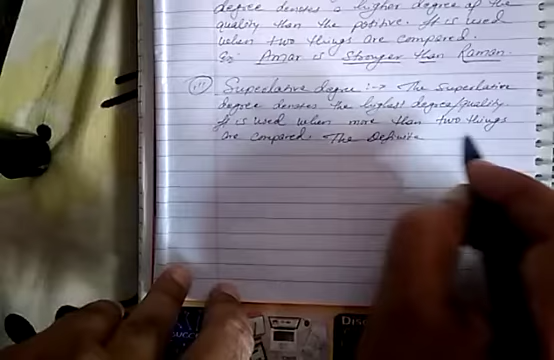 degree denotes a higher degree of the
quality than the positive. It is used
when two things are compared.
Ex: Amar is Stronger than Raman.
(iii) Superlative degree :→ The Superlative
degree denotes the highest degree/quality.
It is used when more than two things
are compared. The Definite